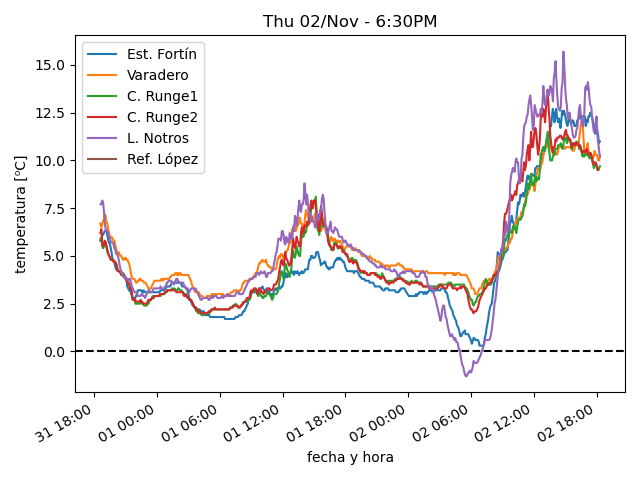 Thu 02/Nov - 6:30PM
Est. Fortín
Varadero
C. Runge1
C. Runge2
L. Notros
Ref. López
temperatura [ºC]
15.0
12.5
10.0
7.5
5.0
2.5
0.0
31 18:00
01 00:00
01 06:00
01 12:00
01 18:00
02 00:00
02 06:00
02 12:00
02 18:00
fecha y hora